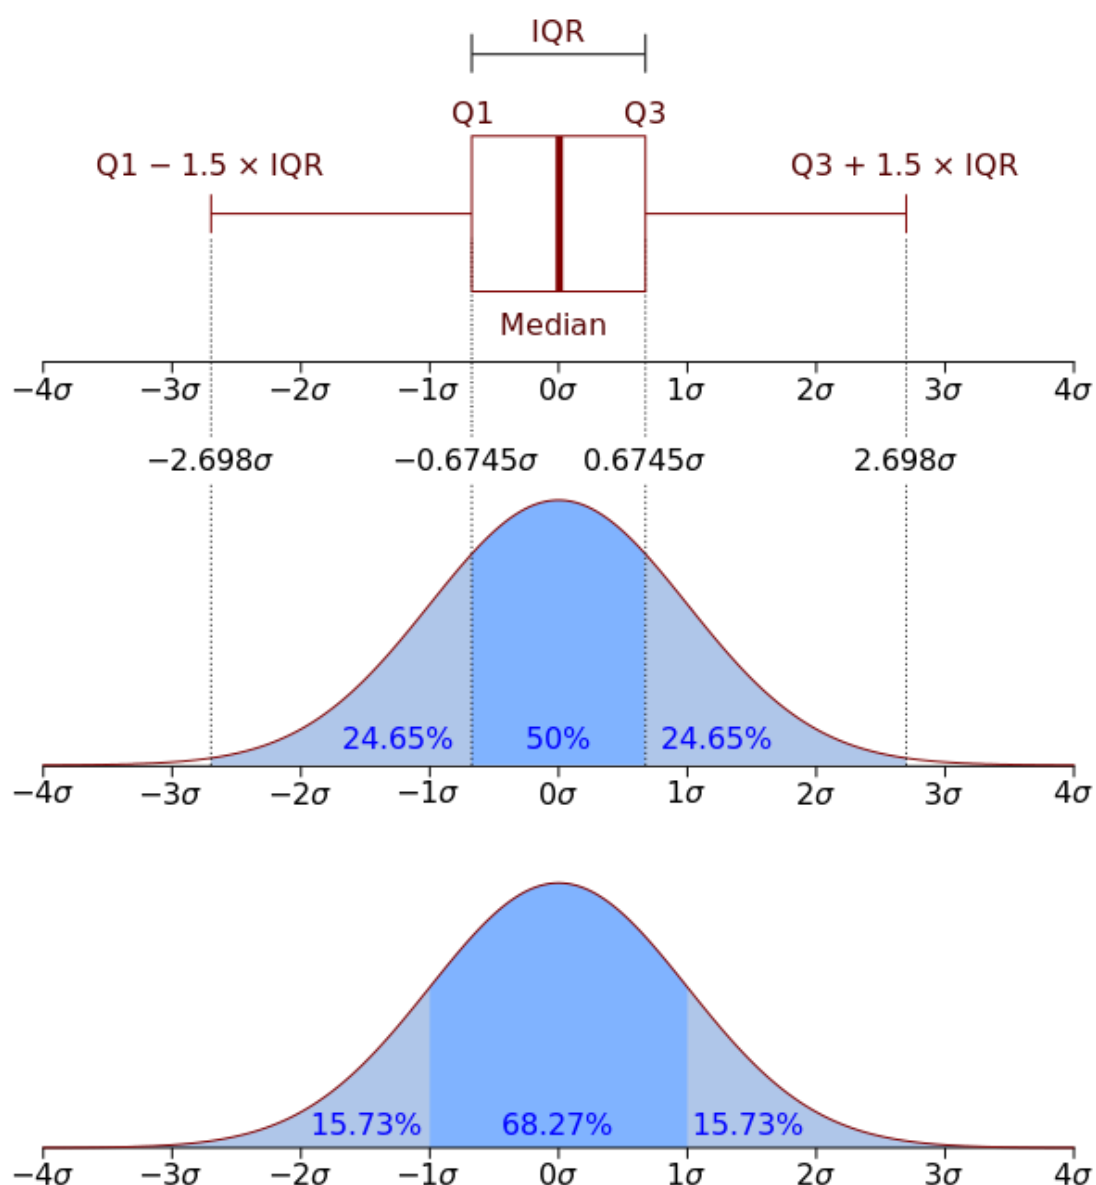 IQR
Q1 Q3
Q1 − 1.5 × IQR Q3 + 1.5 × IQR
Median
−4σ −3σ −2σ −1σ 0σ 1σ 2σ 3σ 4σ
−2.698σ −0.6745σ 0.6745σ 2.698σ
24.65% 50% 24.65%
−4σ −3σ −2σ −1σ 0σ 1σ 2σ 3σ 4σ
15.73% 68.27% 15.73%
−4σ −3σ −2σ −1σ 0σ 1σ 2σ 3σ 4σ